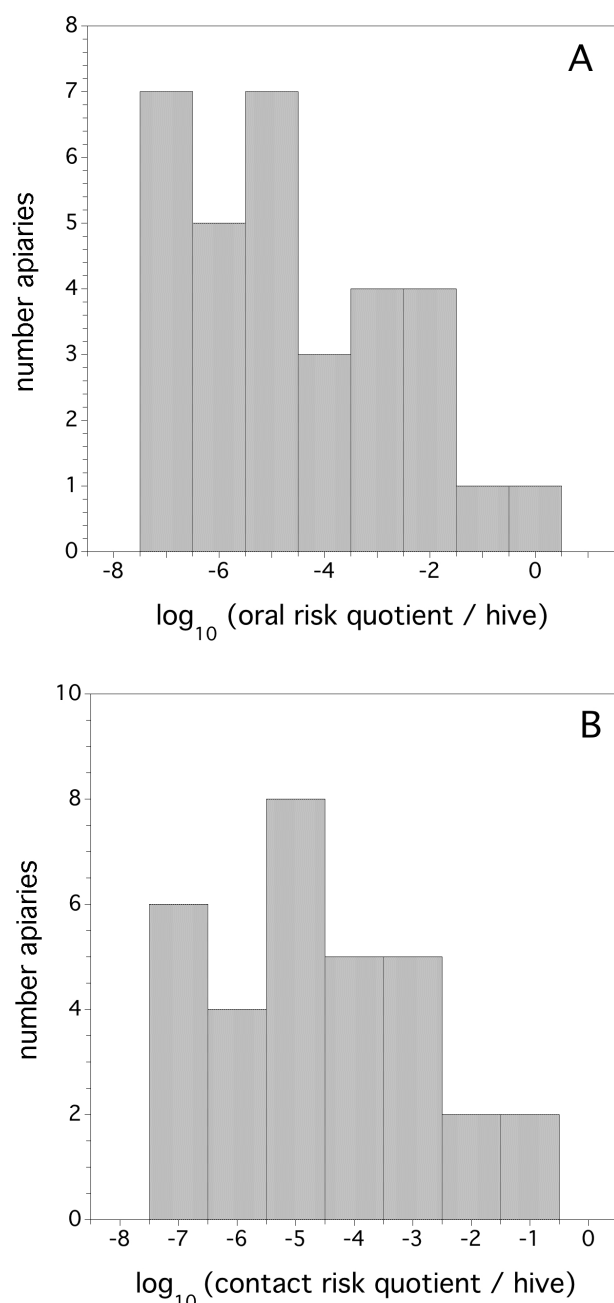 8
A
7
6
5
4
3
2
1
0
number apiaries
-8 -6 -4 -2 0
log10 (oral risk quotient / hive)
10
B
8
6
4
2
0
number apiaries
-8 -7 -6 -5 -4 -3 -2 -1 0
log10 (contact risk quotient / hive)